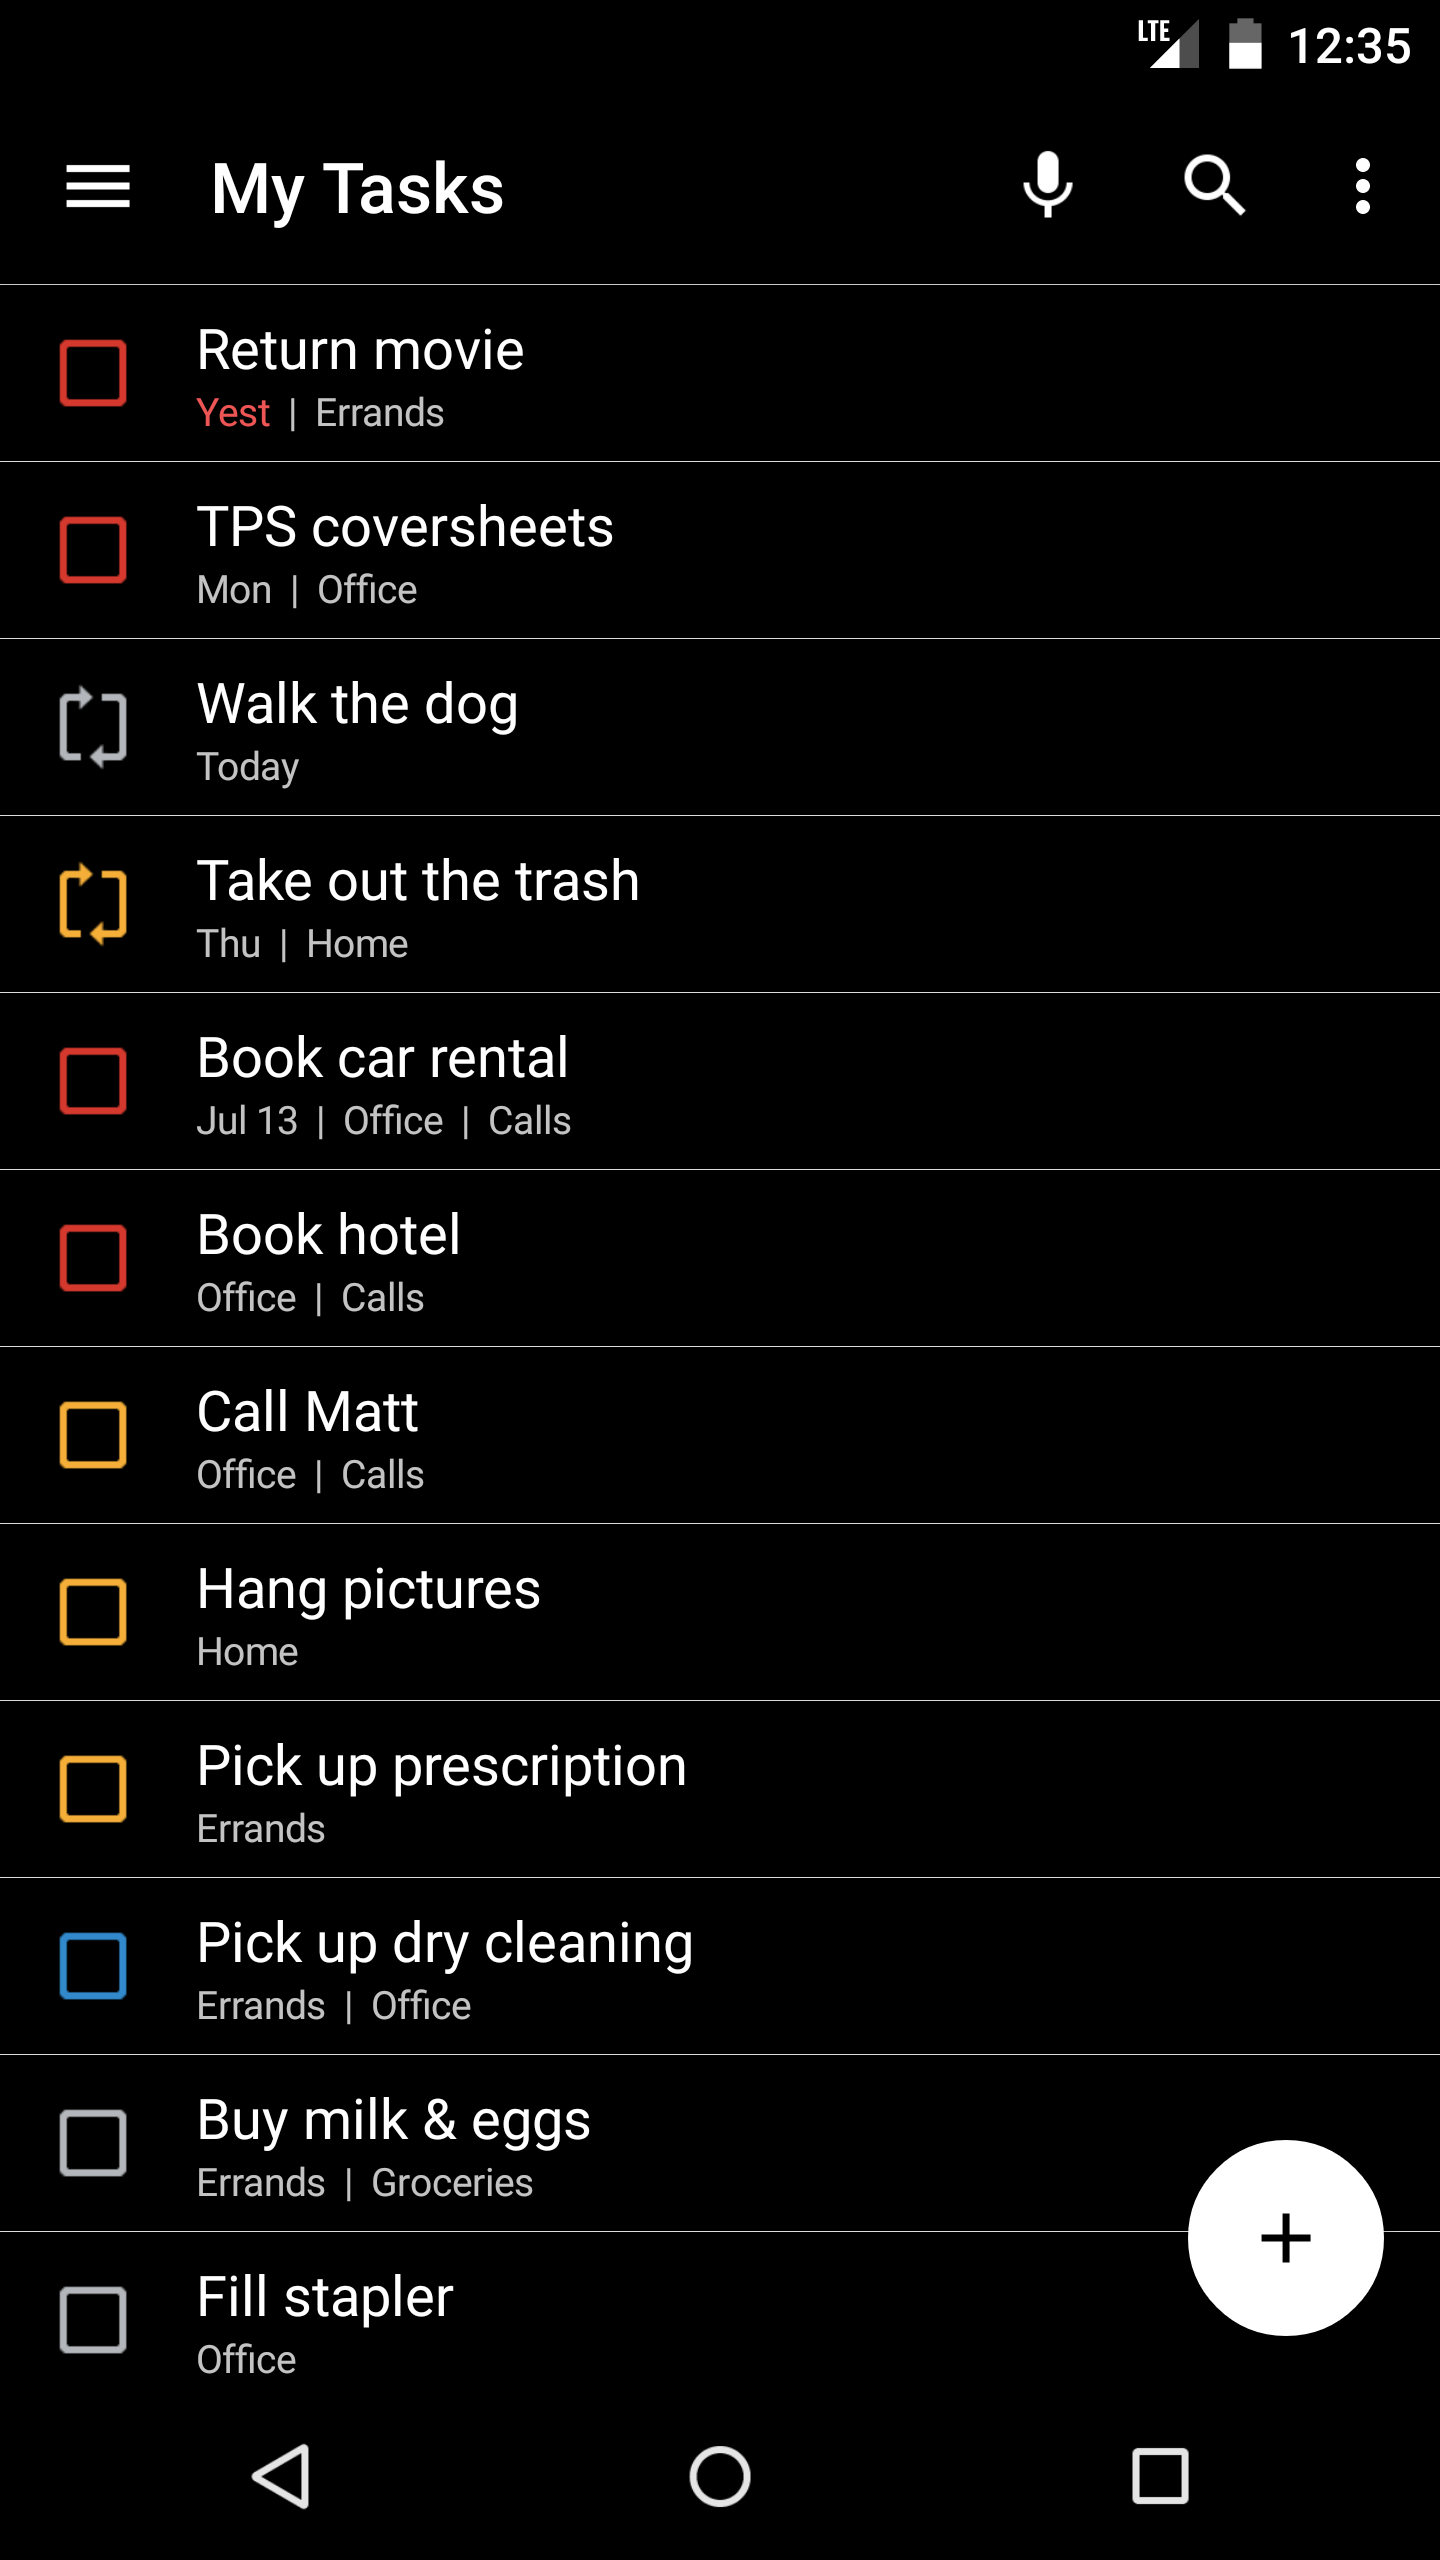 LTE 12:35
My Tasks
Return movie
Yest | Errands
TPS coversheets
Mon | Office
Walk the dog
Today
Take out the trash
Thu | Home
Book car rental
Jul 13 | Office | Calls
Book hotel
Office | Calls
Call Matt
Office | Calls
Hang pictures
Home
Pick up prescription
Errands
Pick up dry cleaning
Errands | Office
Buy milk & eggs
Errands | Groceries
Fill stapler
Office